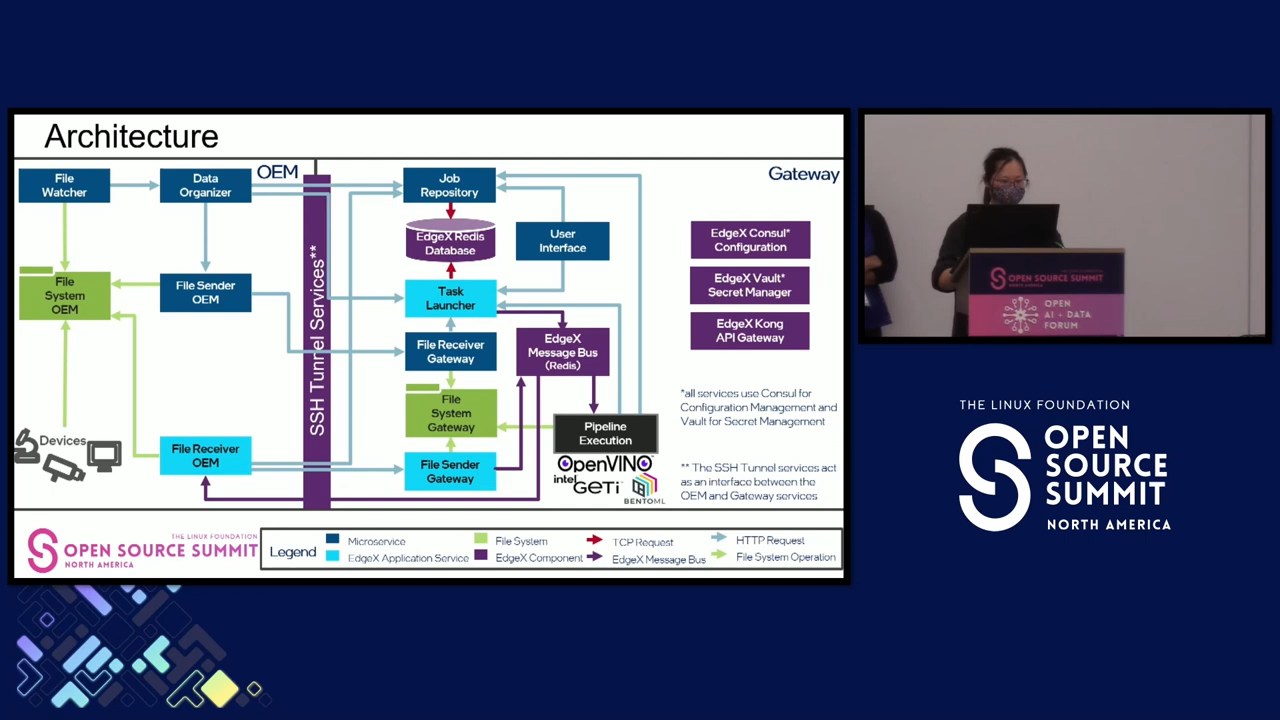 Architecture
OEM
Gateway
File
Watcher
Data
Organizer
Job
Repository
EdgeX Redis
Database
User
Interface
EdgeX Consul*
Configuration
File
System
OEM
File Sender
OEM
SSH Tunnel Services**
Task
Launcher
EdgeX Vault*
Secret Manager
File Receiver
Gateway
EdgeX
Message Bus
(Redis)
EdgeX Kong
API Gateway
File
System
Gateway
*all services use Consul for
Configuration Management and
Vault for Secret Management
Devices
File Receiver
OEM
File Sender
Gateway
Pipeline
Execution
OpenVINO
intel
GETi
BENTOML
** The SSH Tunnel services act
as an interface between the
OEM and Gateway services
THE LINUX FOUNDATION
OPEN SOURCE SUMMIT
NORTH AMERICA
Legend
Microservice
EdgeX Application Service
File System
EdgeX Component
TCP Request
EdgeX Message Bus
HTTP Request
File System Operation
OPEN SOURCE SUMMIT
NORTH AMERICA
OPEN
AI + DATA
FORUM
THE LINUX FOUNDATION
OPEN
SOURCE
SUMMIT
NORTH AMERICA